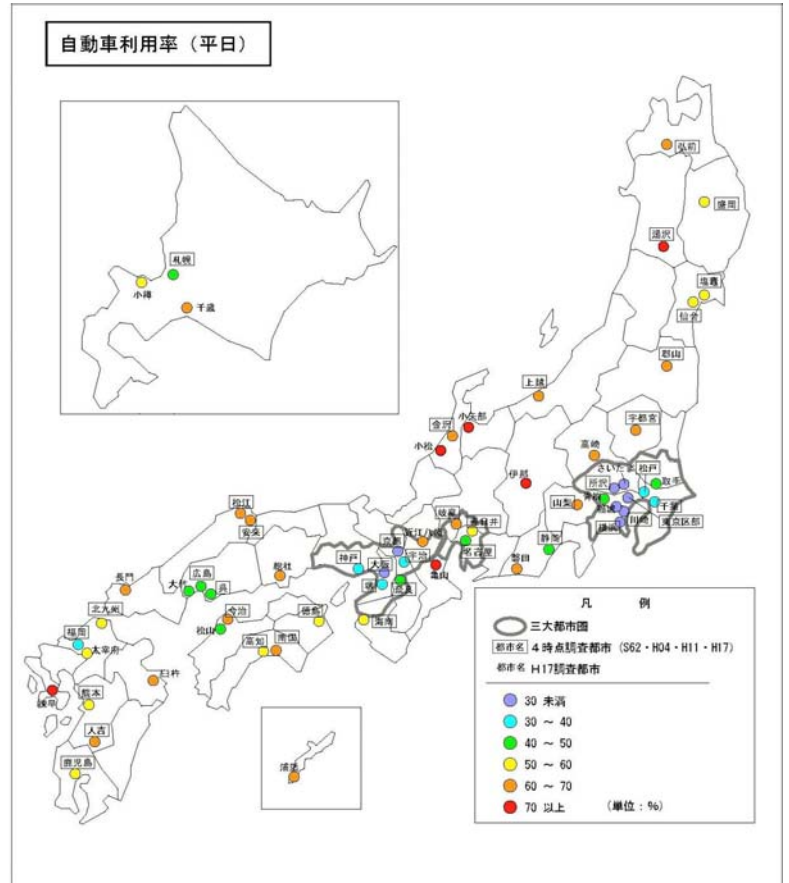 自動車利用率（平日）
弘前
盛岡
湯沢
塩竈
仙台
郡山
札幌
小樽
千歳
上越
宇都宮
金沢
小矢部
小松
高崎
伊那
さいたま
松戸
所沢
取手
山梨
千葉
東京区部
川崎
横浜
岐阜
春日井
名古屋
静岡
磐田
近江八幡
京都
宇治
亀山
大阪
神戸
堺
奈良
海南
松江
安来
総社
広島
呉
大竹
長門
今治
松山
徳島
高知
南国
北九州
福岡
太宰府
臼杵
諫早
熊本
人吉
鹿児島
浦添
凡 例
三大都市圏
都市名 4時点調査都市 （S62・H04・H11・H17）
都市名 H17調査都市
30 未満
30 ～ 40
40 ～ 50
50 ～ 60
60 ～ 70
70 以上 （単位：％）